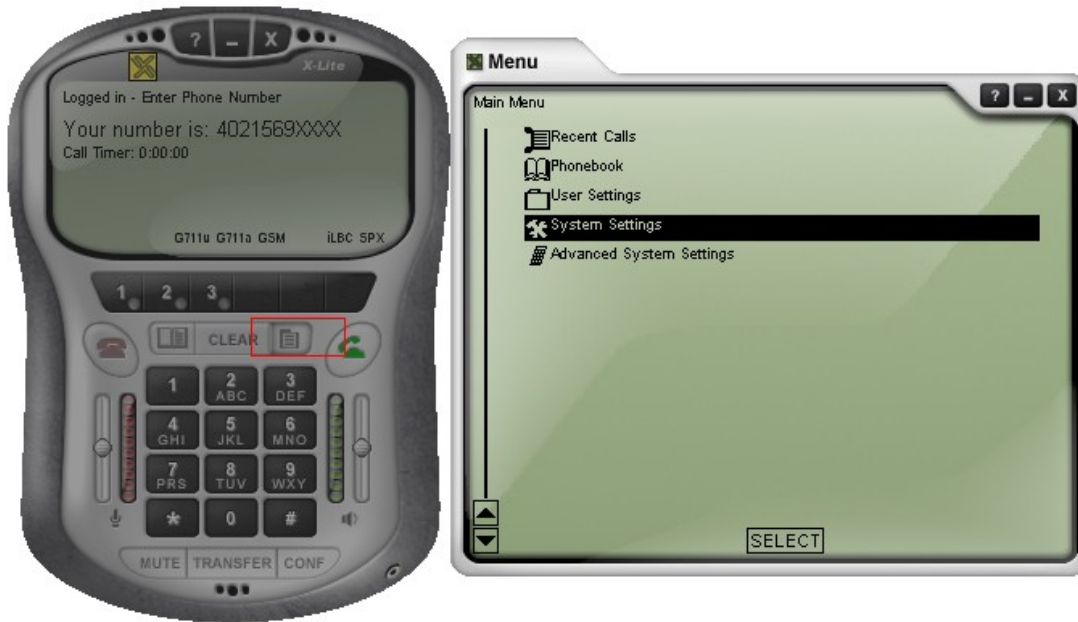 ? - X
X-Lite
Logged in - Enter Phone Number
Your number is: 4021569XXXX
Call Timer: 0:00:00
G711u G711a GSM iLBC SPX
1 2 3
CLEAR
1 2 3
ABC DEF
4 5 6
GHI JKL MNO
7 8 9
PRS TUV WXY
* 0 #
MUTE TRANSFER CONF
Menu
? - X
Main Menu
Recent Calls
Phonebook
User Settings
System Settings
Advanced System Settings
SELECT